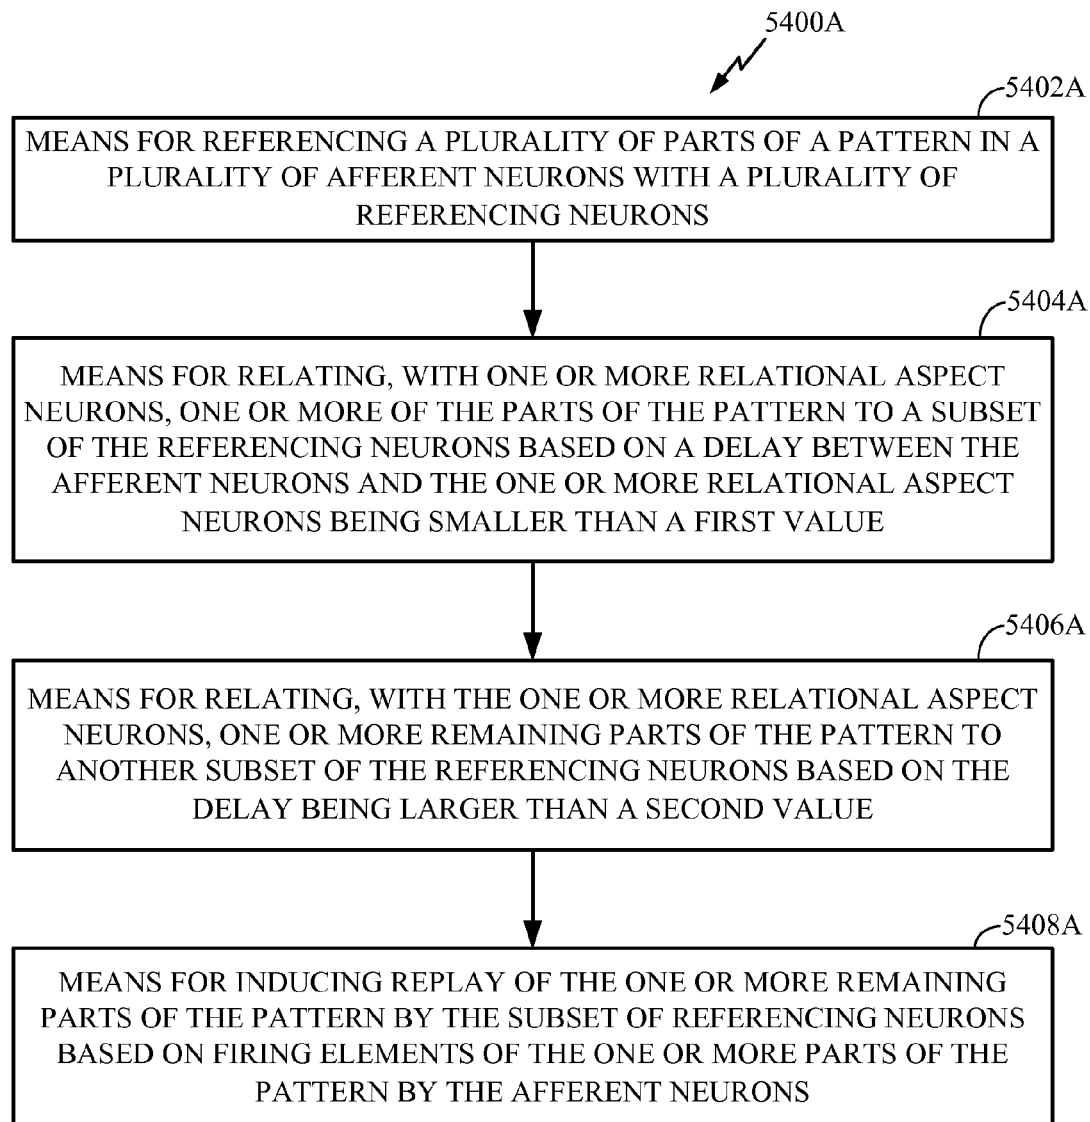 5400A
5402A
MEANS FOR REFERENCING A PLURALITY OF PARTS OF A PATTERN IN A
PLURALITY OF AFFERENT NEURONS WITH A PLURALITY OF
REFERENCING NEURONS
5404A
MEANS FOR RELATING, WITH ONE OR MORE RELATIONAL ASPECT
NEURONS, ONE OR MORE OF THE PARTS OF THE PATTERN TO A SUBSET
OF THE REFERENCING NEURONS BASED ON A DELAY BETWEEN THE
AFFERENT NEURONS AND THE ONE OR MORE RELATIONAL ASPECT
NEURONS BEING SMALLER THAN A FIRST VALUE
5406A
MEANS FOR RELATING, WITH THE ONE OR MORE RELATIONAL ASPECT
NEURONS, ONE OR MORE REMAINING PARTS OF THE PATTERN TO
ANOTHER SUBSET OF THE REFERENCING NEURONS BASED ON THE
DELAY BEING LARGER THAN A SECOND VALUE
5408A
MEANS FOR INDUCING REPLAY OF THE ONE OR MORE REMAINING
PARTS OF THE PATTERN BY THE SUBSET OF REFERENCING NEURONS
BASED ON FIRING ELEMENTS OF THE ONE OR MORE PARTS OF THE
PATTERN BY THE AFFERENT NEURONS